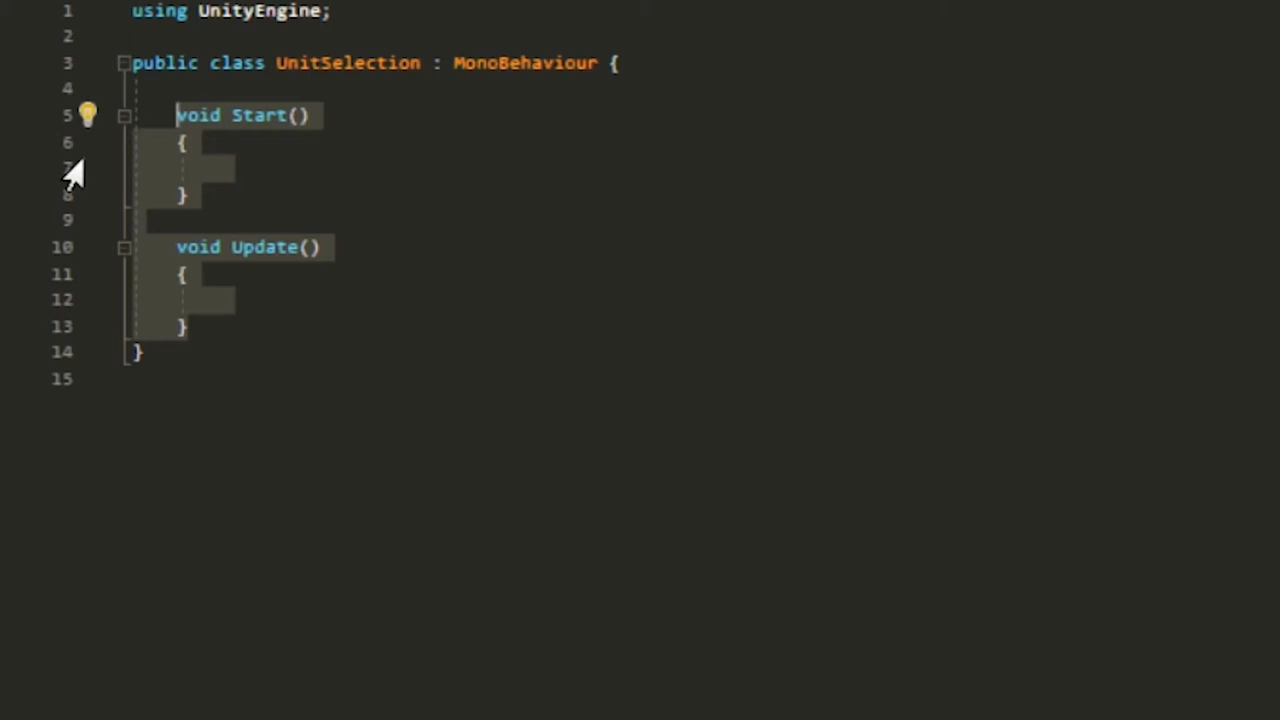 1 using UnityEngine;
2
3 public class UnitSelection : MonoBehaviour {
4
5 void Start()
6 {
7
8 }
9
10 void Update()
11 {
12
13 }
14 }
15